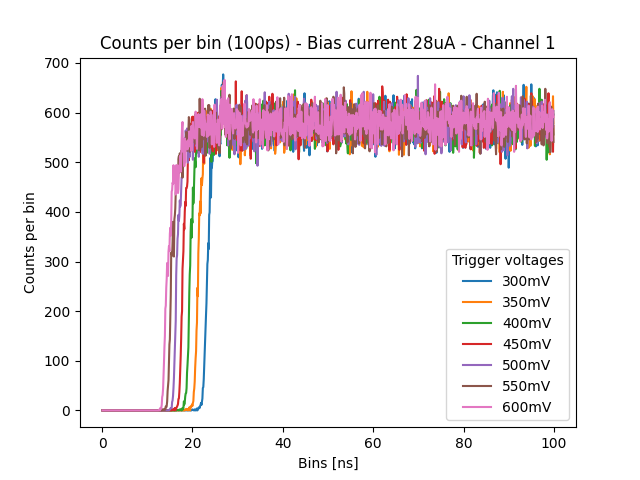 Counts per bin (100ps) - Bias current 28uA - Channel 1
700
600
500
400
300
200
100
0
Counts per bin
0 20 40 60 80 100
Bins [ns]
Trigger voltages
300mV
350mV
400mV
450mV
500mV
550mV
600mV